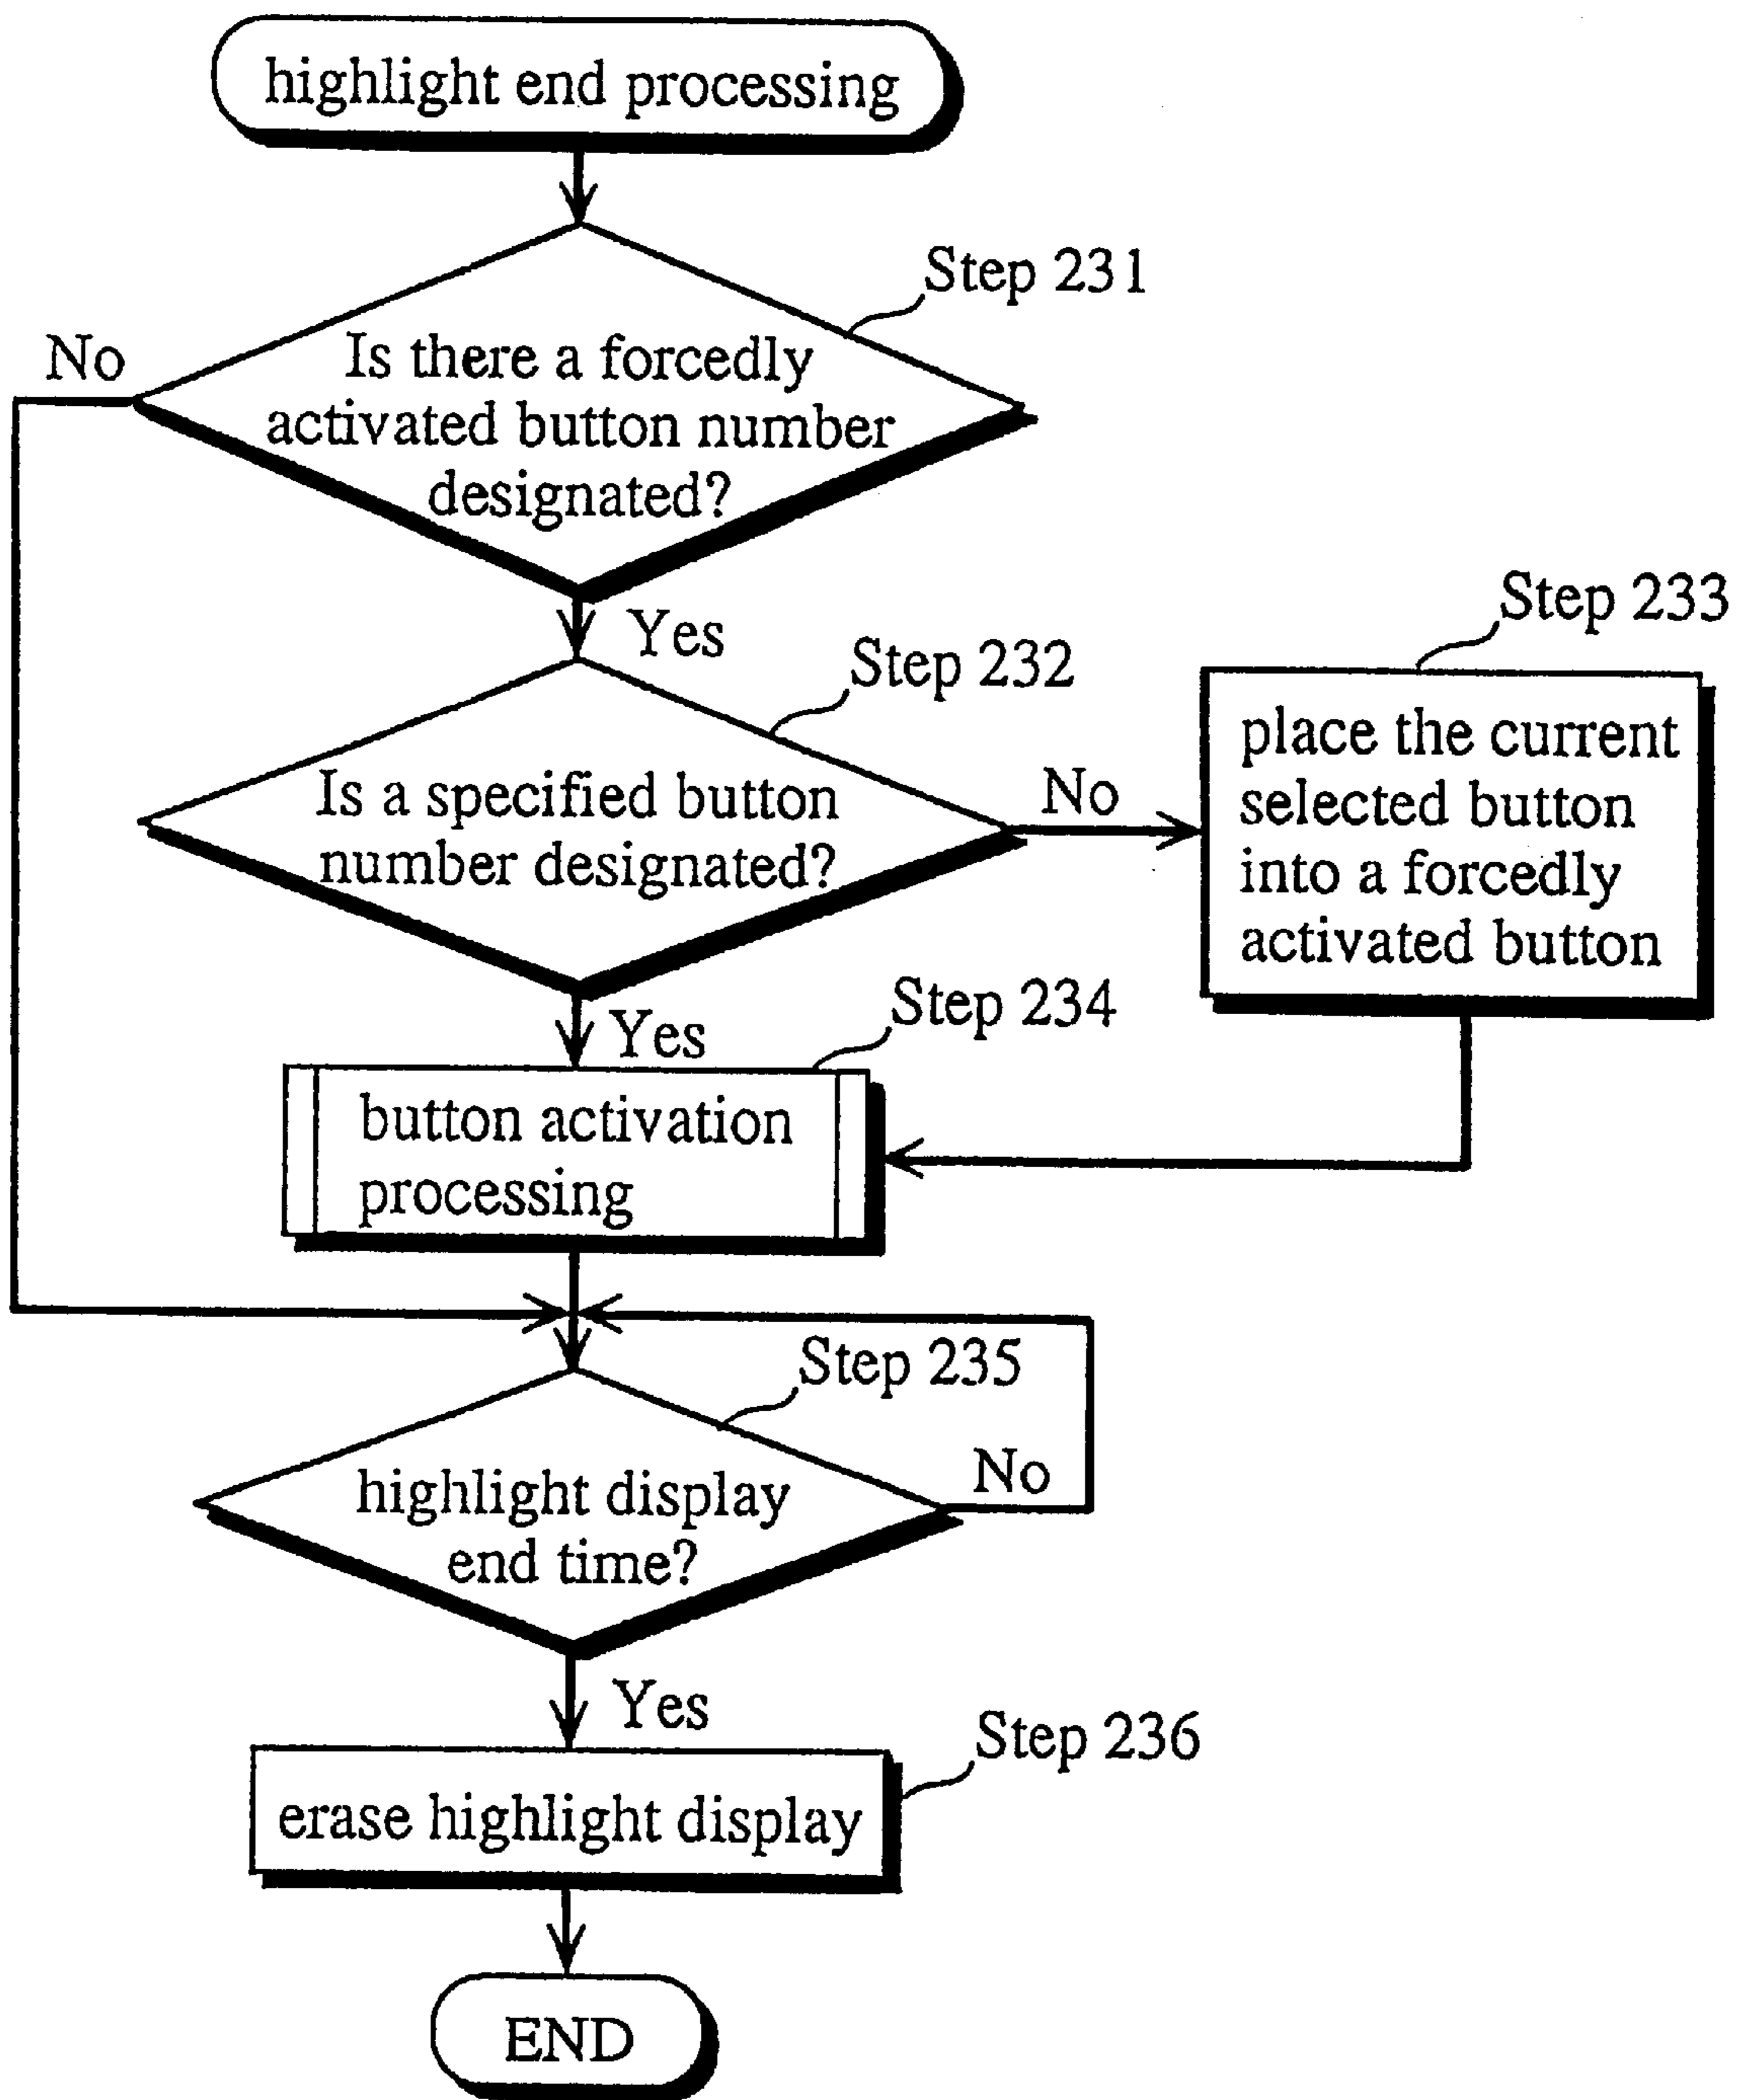 highlight end processing
Step 231
No
Is there a forcedly
activated button number
designated?
Yes
Step 232
Step 233
Is a specified button
number designated?
No
place the current
selected button
into a forcedly
activated button
Yes
Step 234
button activation
processing
Step 235
highlight display
end time?
No
Yes
Step 236
erase highlight display
END